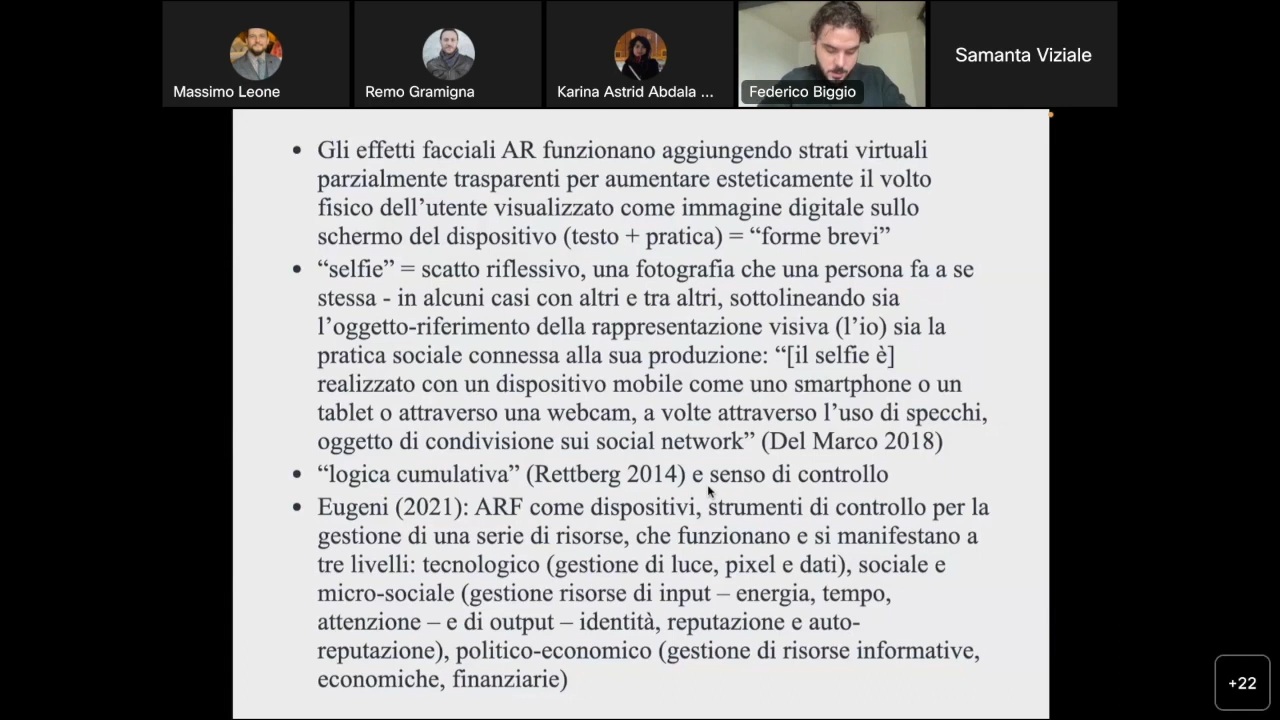 Massimo Leone
Remo Gramigna
Karina Astrid Abdala ...
Federico Biggio
Samanta Viziale
• Gli effetti facciali AR funzionano aggiungendo strati virtuali
parzialmente trasparenti per aumentare esteticamente il volto
fisico dell’utente visualizzato come immagine digitale sullo
schermo del dispositivo (testo + pratica) = “forme brevi”
• “selfie” = scatto riflessivo, una fotografia che una persona fa a se
stessa - in alcuni casi con altri e tra altri, sottolineando sia
l’oggetto-riferimento della rappresentazione visiva (l’io) sia la
pratica sociale connessa alla sua produzione: “[il selfie è]
realizzato con un dispositivo mobile come uno smartphone o un
tablet o attraverso una webcam, a volte attraverso l’uso di specchi,
oggetto di condivisione sui social network” (Del Marco 2018)
• “logica cumulativa” (Rettberg 2014) e senso di controllo
• Eugeni (2021): ARF come dispositivi, strumenti di controllo per la
gestione di una serie di risorse, che funzionano e si manifestano a
tre livelli: tecnologico (gestione di luce, pixel e dati), sociale e
micro-sociale (gestione risorse di input – energia, tempo,
attenzione – e di output – identità, reputazione e auto-
reputazione), politico-economico (gestione di risorse informative,
economiche, finanziarie)
+22